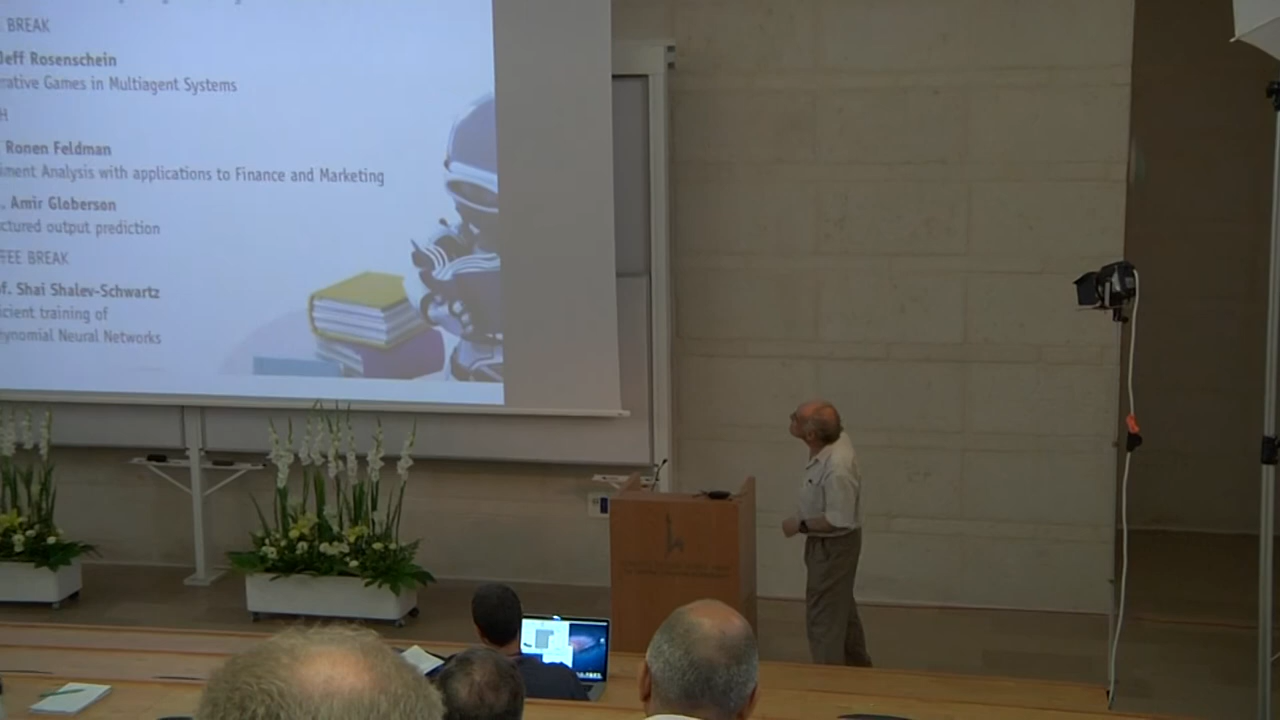 BREAK
Jeff Rosenschein
rative Games in Multiagent Systems
H
Ronen Feldman
iment Analysis with applications to Finance and Marketing
. Amir Globerson
ctured output prediction
FEE BREAK
f. Shai Shalev-Schwartz
icient training of
lynomial Neural Networks